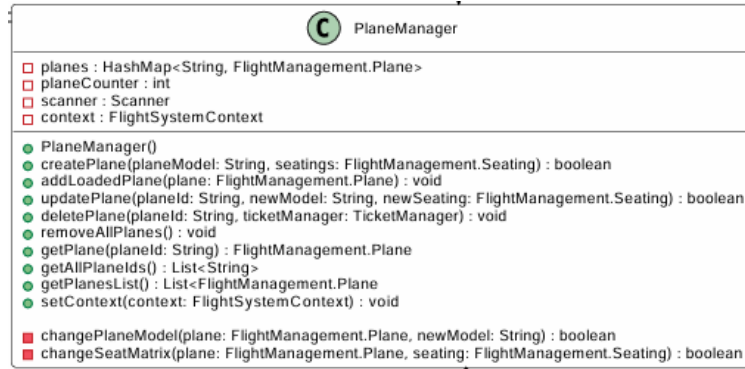 C PlaneManager
planes : HashMap<String, FlightManagement.Plane>
planeCounter : int
scanner : Scanner
context : FlightSystemContext
PlaneManager()
createPlane(planeModel: String, seatings: FlightManagement.Seating) : boolean
addLoadedPlane(plane: FlightManagement.Plane) : void
updatePlane(planeId: String, newModel: String, newSeating: FlightManagement.Seating) : boolean
deletePlane(planeId: String, ticketManager: TicketManager) : void
removeAllPlanes() : void
getPlane(planeId: String) : FlightManagement.Plane
getAllPlaneIds() : List<String>
getPlanesList() : List<FlightManagement.Plane
setContext(context: FlightSystemContext) : void
changePlaneModel(plane: FlightManagement.Plane, newModel: String) : boolean
changeSeatMatrix(plane: FlightManagement.Plane, seating: FlightManagement.Seating) : boolean